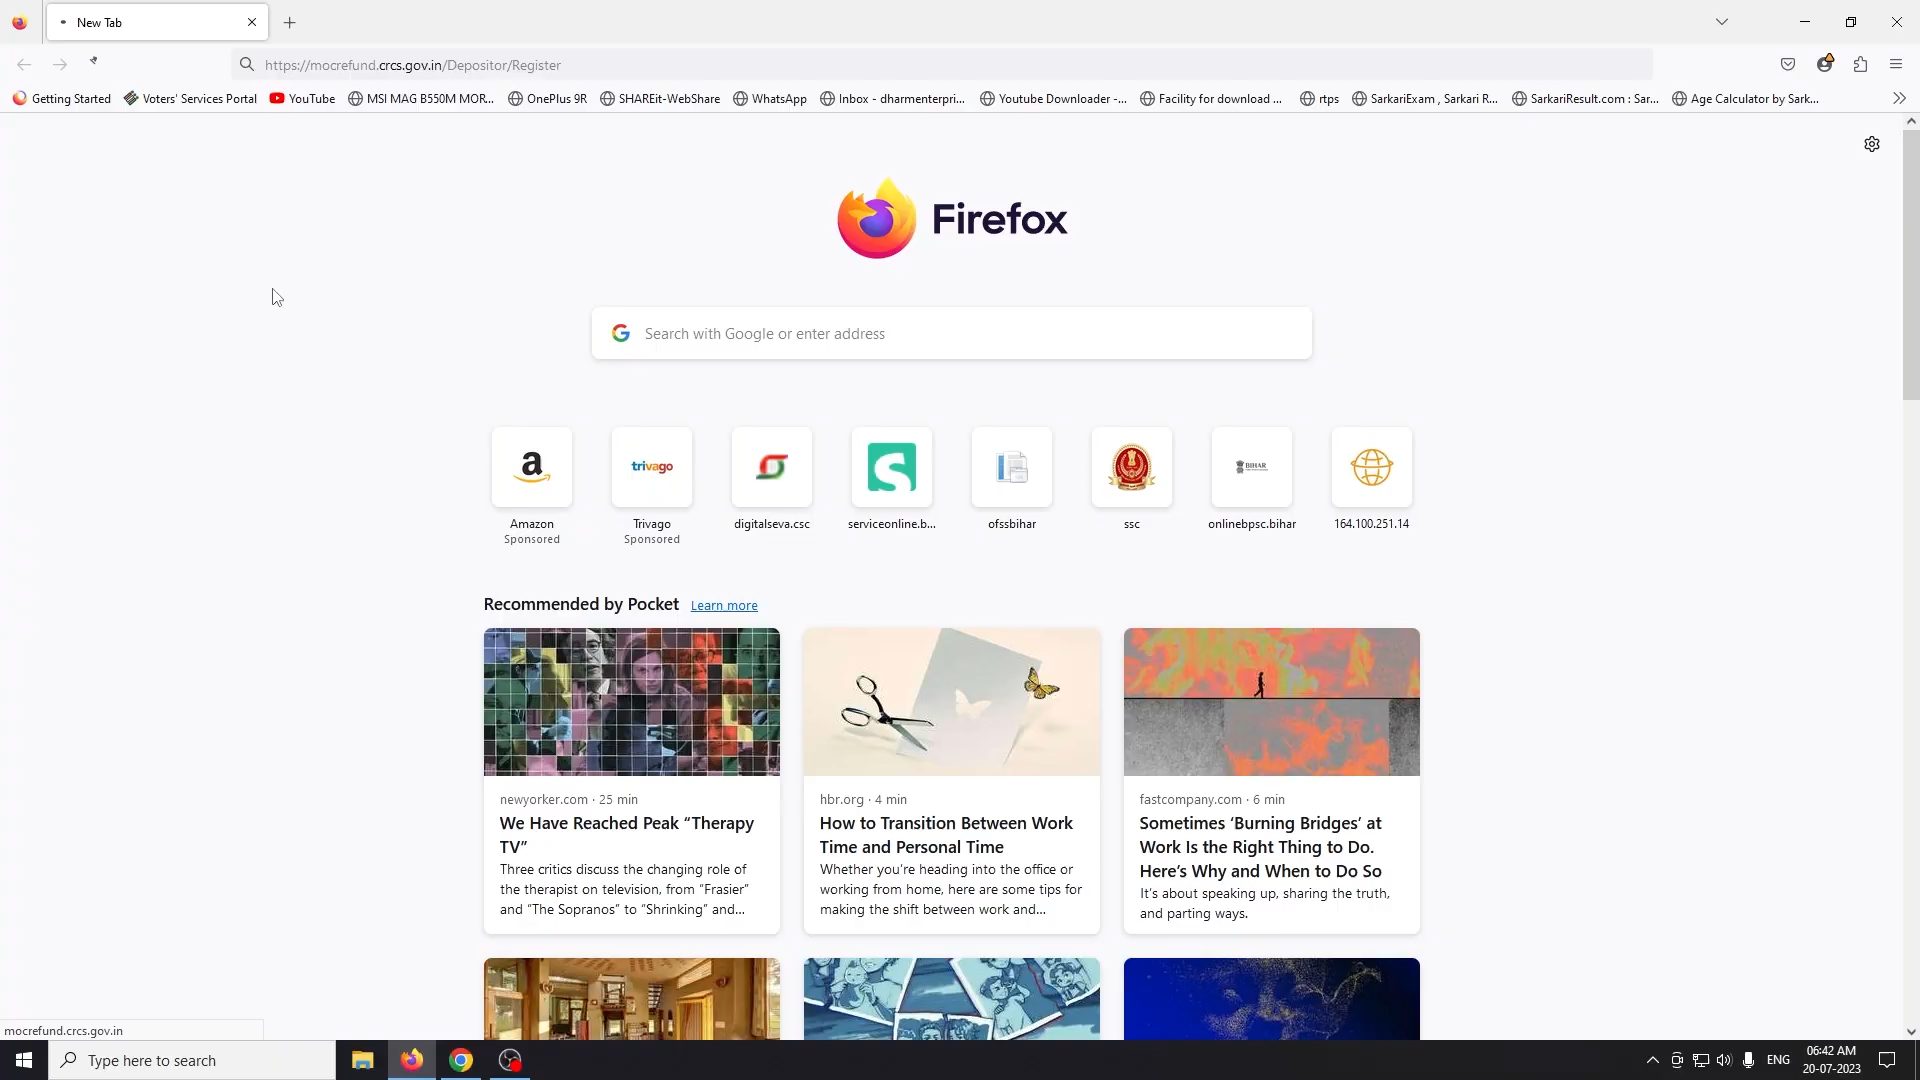 New Tab
https://mocrefund.crcs.gov.in/Depositor/Register
Getting Started
Voters' Services Portal
YouTube
MSI MAG B550M MOR...
OnePlus 9R
SHAREit-WebShare
WhatsApp
Inbox - dharmenterpri...
Youtube Downloader -...
Facility for download ...
rtps
SarkariExam , Sarkari R...
SarkariResult.com : Sar...
Age Calculator by Sark...
Firefox
Search with Google or enter address
trivago
BIHAR
Amazon
Sponsored
Trivago
Sponsored
digitalseva.csc
serviceonline.b...
ofssbihar
ssc
onlinebpsc.bihar
164.100.251.14
Recommended by Pocket Learn more
newyorker.com · 25 min
We Have Reached Peak “Therapy
TV”
Three critics discuss the changing role of
the therapist on television, from “Frasier”
and “The Sopranos” to “Shrinking” and...
hbr.org · 4 min
How to Transition Between Work
Time and Personal Time
Whether you’re heading into the office or
working from home, here are some tips for
making the shift between work and...
fastcompany.com · 6 min
Sometimes ‘Burning Bridges’ at
Work Is the Right Thing to Do.
Here’s Why and When to Do So
It’s about speaking up, sharing the truth,
and parting ways.
mocrefund.crcs.gov.in
Type here to search
ENG
06:42 AM
20-07-2023